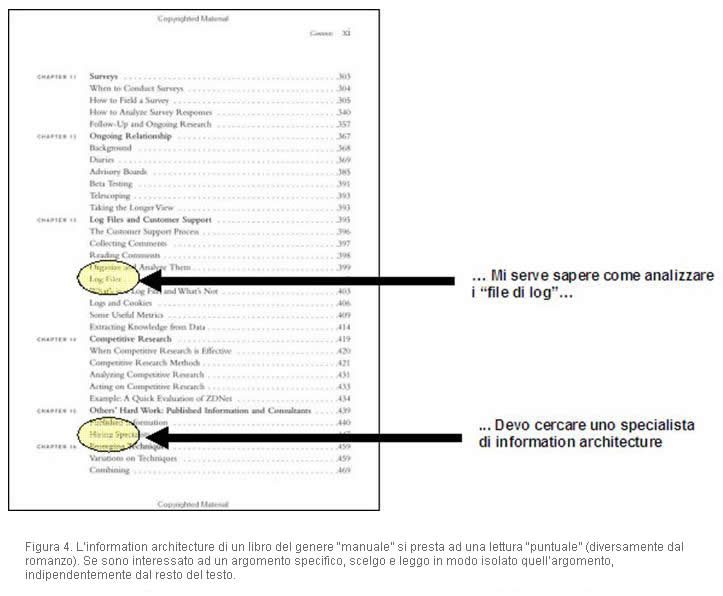 Copyrighted Material
Contents xi
CHAPTER 11 Surveys 303
When to Conduct Surveys 304
How to Field a Survey 305
How to Analyze Survey Responses 340
Follow-Up and Ongoing Research 357
CHAPTER 12 Ongoing Relationship 367
Background 368
Diaries 369
Advisory Boards 385
Beta Testing 391
Telescoping 393
Taking the Longer View 393
CHAPTER 13 Log Files and Customer Support 395
The Customer Support Process 396
Collecting Comments 397
Reading Comments 398
Organize and Analyze Them 399
Log Files
What's in a Log File and What's Not 403
Logs and Cookies 406
Some Useful Metrics 409
Extracting Knowledge from Data 414
CHAPTER 14 Competitive Research 419
When Competitive Research is Effective 420
Competitive Research Methods 421
Analyzing Competitive Research 431
Acting on Competitive Research 433
Example: A Quick Evaluation of ZDNet 434
CHAPTER 15 Others' Hard Work: Published Information and Consultants 439
Published Information 440
Hiring Specialists
CHAPTER 16 Emerging Techniques 459
Variations on Techniques 459
Combining 469
Copyrighted Material
... Mi serve sapere come analizzare
i “file di log”...
... Devo cercare uno specialista
di information architecture
Figura 4. L'information architecture di un libro del genere "manuale" si presta ad una lettura "puntuale" (diversamente dal
romanzo). Se sono interessato ad un argomento specifico, scelgo e leggo in modo isolato quell'argomento,
indipendentemente dal resto del testo.